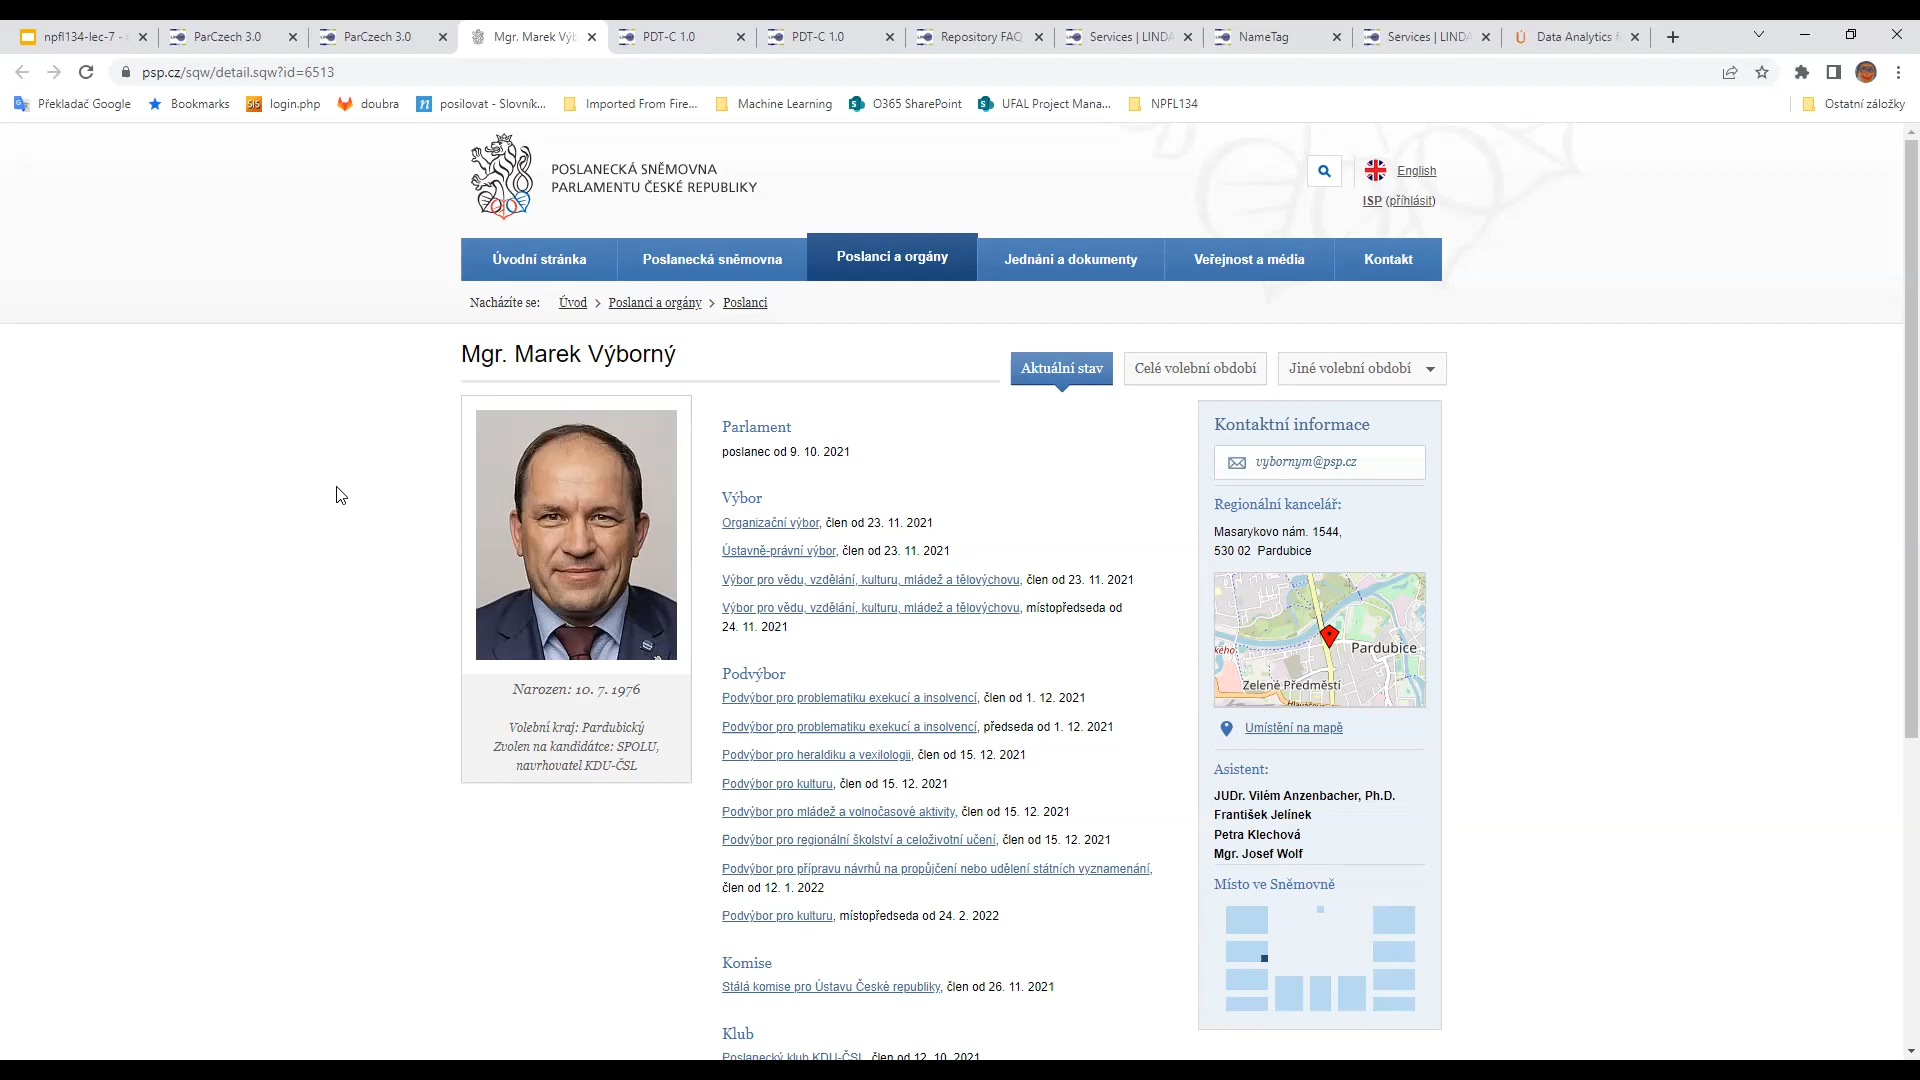 npfl134-lec-7 -
ParCzech 3.0
ParCzech 3.0
Mgr. Marek Výb
PDT-C 1.0
PDT-C 1.0
Repository FAQ
Services | LINDA
NameTag
Services | LINDA
Data Analytics
psp.cz/sqw/detail.sqw?id=6513
Překladač Google
Bookmarks
SIS
login.php
doubra
posilovat - Slovník...
Imported From Fire...
Machine Learning
O365 SharePoint
UFAL Project Mana...
NPFL134
Ostatní záložky
POSLANECKÁ SNĚMOVNA
PARLAMENTU ČESKÉ REPUBLIKY
English
ISP (přihlásit)
Úvodní stránka
Poslanecká sněmovna
Poslanci a orgány
Jednání a dokumenty
Veřejnost a média
Kontakt
Nacházíte se: Úvod > Poslanci a orgány > Poslanci
Mgr. Marek Výborný
Aktuální stav
Celé volební období
Jiné volební období
Narozen: 10. 7. 1976
Volební kraj: Pardubický
Zvolen na kandidátce: SPOLU,
navrhovatel KDU-ČSL
Parlament
poslanec od 9. 10. 2021
Výbor
Organizační výbor, člen od 23. 11. 2021
Ústavně-právní výbor, člen od 23. 11. 2021
Výbor pro vědu, vzdělání, kulturu, mládež a tělovýchovu, člen od 23. 11. 2021
Výbor pro vědu, vzdělání, kulturu, mládež a tělovýchovu, místopředseda od
24. 11. 2021
Podvýbor
Podvýbor pro problematiku exekucí a insolvencí, člen od 1. 12. 2021
Podvýbor pro problematiku exekucí a insolvencí, předseda od 1. 12. 2021
Podvýbor pro heraldiku a vexilologii, člen od 15. 12. 2021
Podvýbor pro kulturu, člen od 15. 12. 2021
Podvýbor pro mládež a volnočasové aktivity, člen od 15. 12. 2021
Podvýbor pro regionální školství a celoživotní učení, člen od 15. 12. 2021
Podvýbor pro přípravu návrhů na propůjčení nebo udělení státních vyznamenání,
člen od 12. 1. 2022
Podvýbor pro kulturu, místopředseda od 24. 2. 2022
Komise
Stálá komise pro Ústavu České republiky, člen od 26. 11. 2021
Klub
Poslanecký klub KDU-ČSL, člen od 12. 10. 2021
Kontaktní informace
vybornym@psp.cz
Regionální kancelář:
Masarykovo nám. 1544,
530 02 Pardubice
kého
Pardubice
Zelené Předměstí
Umístění na mapě
Asistent:
JUDr. Vilém Anzenbacher, Ph.D.
František Jelínek
Petra Klechová
Mgr. Josef Wolf
Místo ve Sněmovně